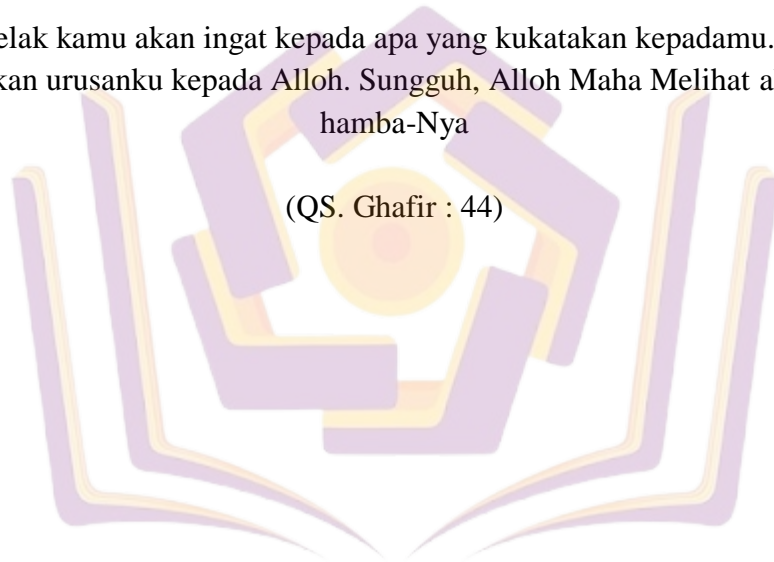 elak kamu akan ingat kepada apa yang kukatakan kepadamu.
kan urusanku kepada Alloh. Sungguh, Alloh Maha Melihat a
hamba-Nya
(QS. Ghafir : 44)